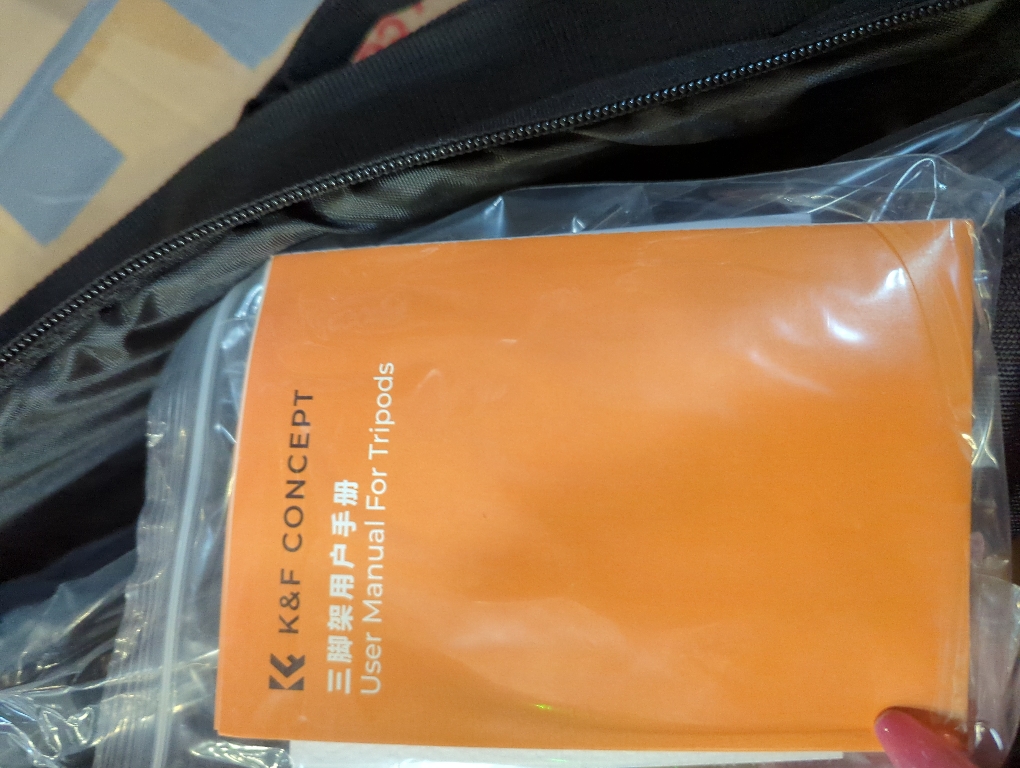 K&F CONCEPT
三脚架用户手册
User Manual For Tripods